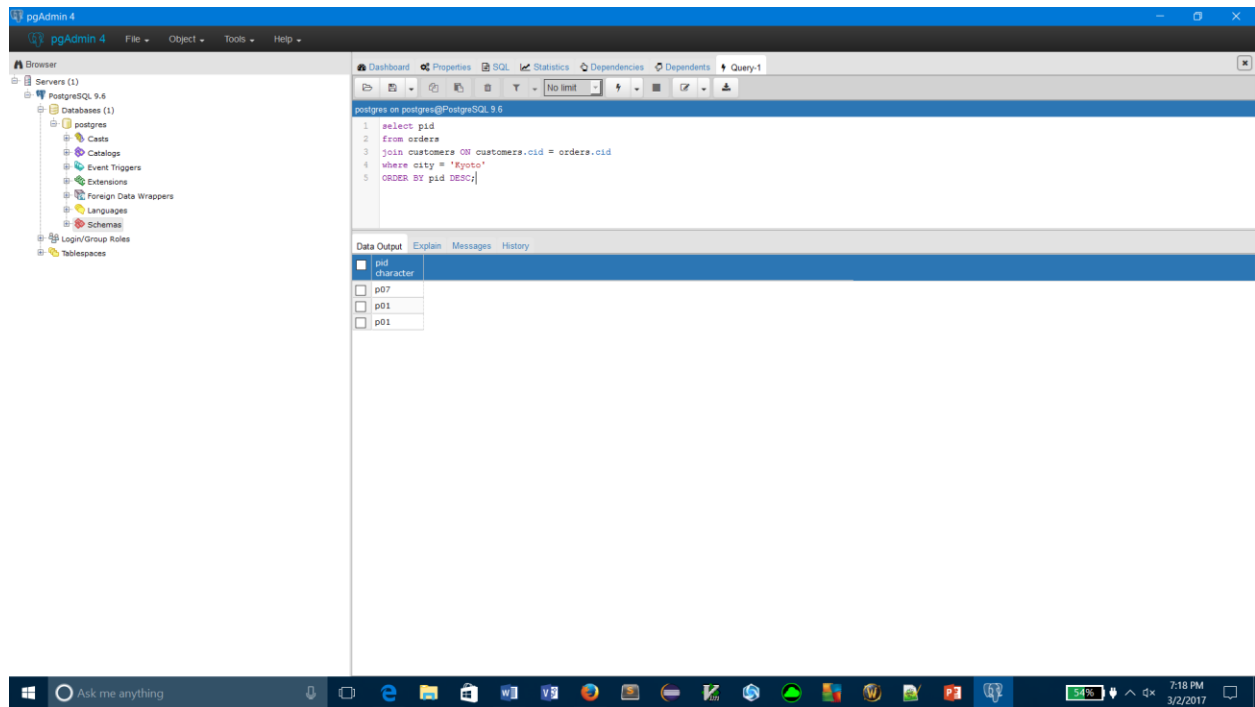 pgAdmin 4
pgAdmin 4 File Object Tools Help
Browser
Servers (1)
PostgreSQL 9.6
Databases (1)
postgres
Casts
Catalogs
Event Triggers
Extensions
Foreign Data Wrappers
Languages
Schemas
Login/Group Roles
Tablespaces
Dashboard Properties SQL Statistics Dependencies Dependents Query-1
No limit
postgres on postgres@PostgreSQL 9.6
1 select pid
2 from orders
3 join customers ON customers.cid = orders.cid
4 where city = 'Kyoto'
5 ORDER BY pid DESC;
Data Output Explain Messages History
pid
character
p07
p01
p01
Ask me anything
54%
7:18 PM
3/2/2017